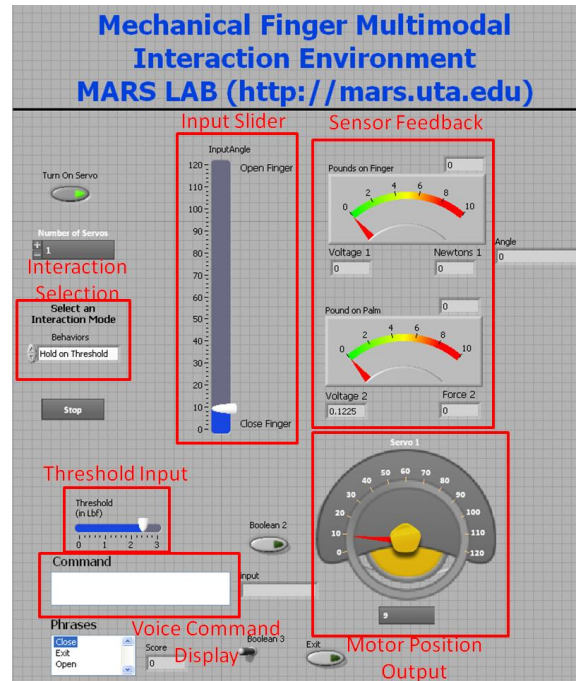 Mechanical Finger Multimodal
Interaction Environment
MARS LAB (http://mars.uta.edu)
Input Slider
Sensor Feedback
InputAngle
120
110
100
90
80
70
60
50
40
30
20
10
0
Open Finger
Close Finger
Turn On Servo
Number of Servos
1
Interaction
Selection
Select an
Interaction Mode
Behaviors
Hold on Threshold
Stop
Pounds on Finger
0
0 2 4 6 8 10
Voltage 1
0
Newtons 1
0
Angle
0
Pound on Palm
0
0 2 4 6 8 10
Voltage 2
0.1225
Force 2
0
Servo 1
0 10 20 30 40 50 60 70 80 90 100 110 120
9
Motor Position
Output
Threshold Input
Threshold
(in Lbf)
0 1 2 3
Boolean 2
Command
input
Voice Command
Display
Phrases
Close
Exit
Open
Score
0
Boolean 3
Exit